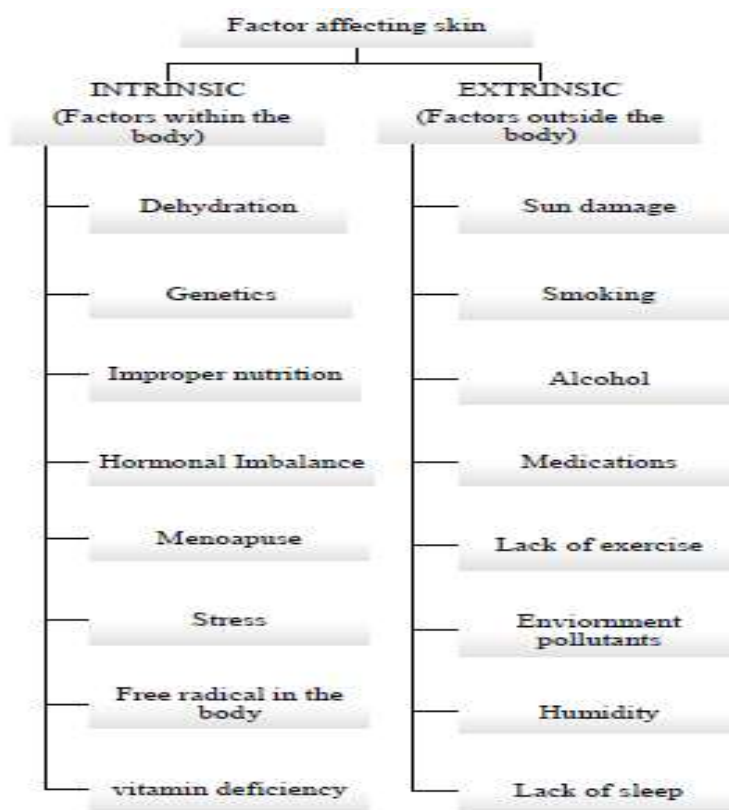 Factor affecting skin
INTRINSIC
(Factors within the
body)
Dehydration
Genetics
Improper nutrition
Hormonal Imbalance
Menoapuse
Stress
Free radical in the
body
vitamin deficiency
EXTRINSIC
(Factors outside the
body)
Sun damage
Smoking
Alcohol
Medications
Lack of exercise
Enviornment
pollutants
Humidity
Lack of sleep